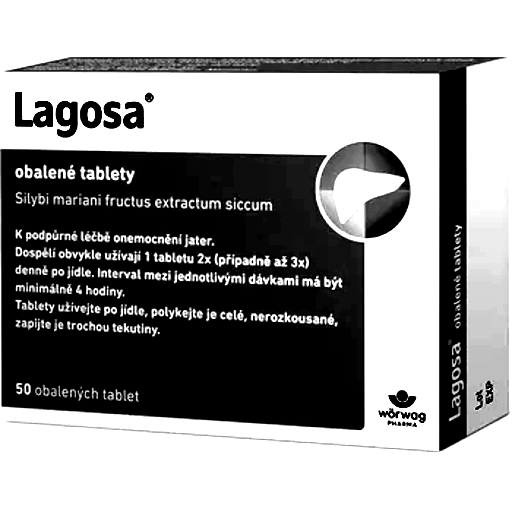 Lagosa®
obalené tablety
Silybi mariani fructus extractum siccum
K podpůrné léčbě onemocnění jater.
Dospělí obvykle užívají 1 tabletu 2x (případně až 3x)
denně po jídle. Interval mezi jednotlivými dávkami má být
minimálně 4 hodiny.
Tablety užívejte po jídle, polykejte je celé, nerozkousané,
zapijte je trochou tekutiny.
50 obalených tablet
wörwag
PHARMA
Lagosa® obalené tablety
Lot
EXP